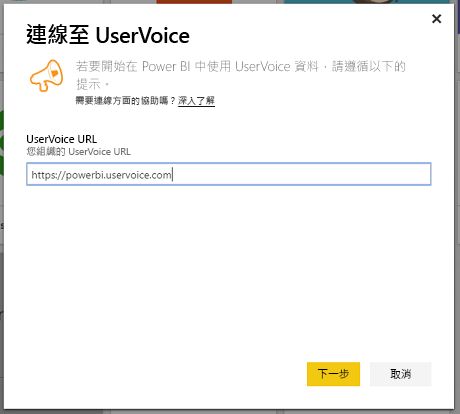 連線至 UserVoice
若要開始在 Power BI 中使用 UserVoice 資料，請遵循以下的
提示。
需要連線方面的協助嗎？深入了解
UserVoice URL
您組織的 UserVoice URL
https://powerbi.uservoice.com
下一步
取消